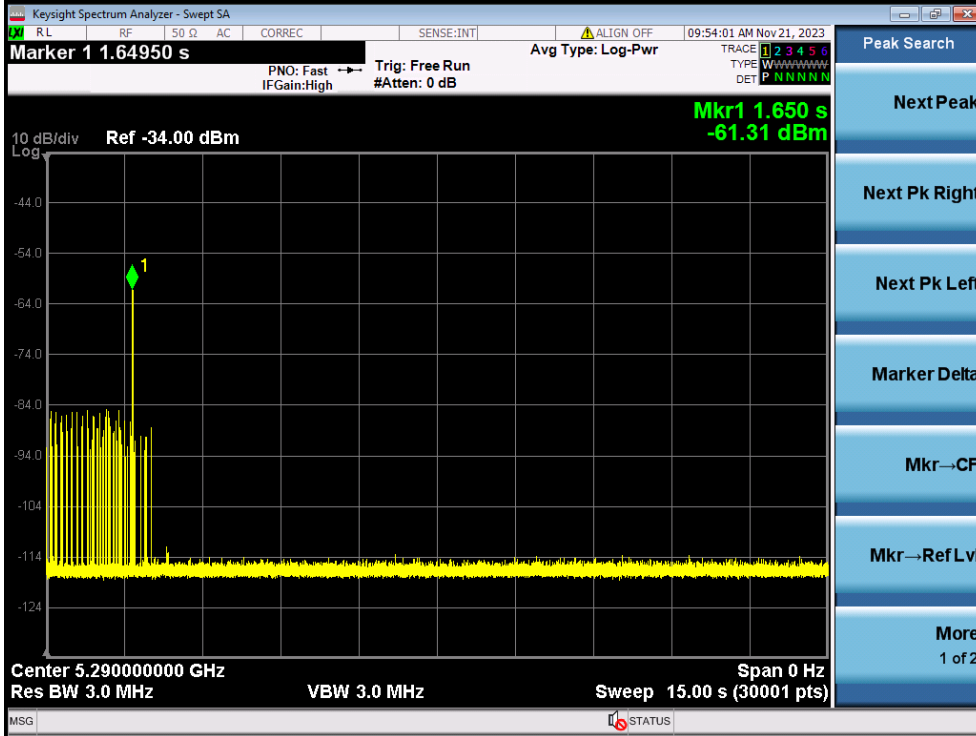 Keysight Spectrum Analyzer - Swept SA
LXI RL RF 50 Ω AC CORREC SENSE:INT ALIGN OFF 09:54:01 AM Nov 21, 2023
Marker 1 1.64950 s
PNO: Fast
IFGain:High
Trig: Free Run
#Atten: 0 dB
Avg Type: Log-Pwr
TRACE 1 2 3 4 5 6
TYPE W W W W W W
DET P N N N N N
Mkr1 1.650 s
-61.31 dBm
10 dB/div Ref -34.00 dBm
Log
-44.0
-54.0
1
-64.0
-74.0
-84.0
-94.0
-104
-114
-124
Center 5.290000000 GHz Span 0 Hz
Res BW 3.0 MHz VBW 3.0 MHz Sweep 15.00 s (30001 pts)
MSG STATUS
Peak Search
Next Peak
Next Pk Right
Next Pk Left
Marker Delta
Mkr→CF
Mkr→Ref Lvl
More
1 of 2